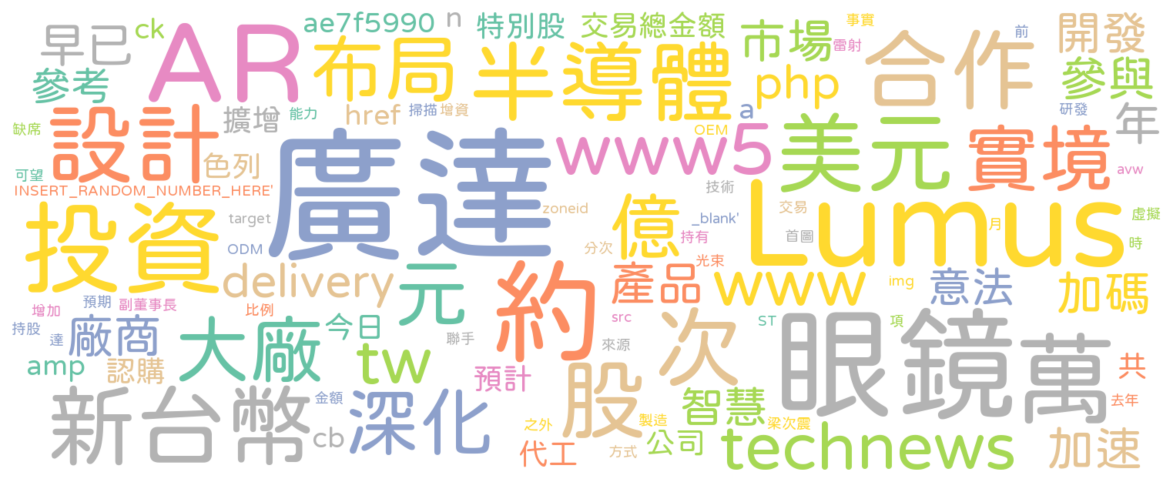 早已
ck
AR
ae7f5990
n
特別股
交易總金額
市場
事實
雷射
前
開發
參考
布局
半導體
php
合作
參與
缺席
設計
擴增
能力
href
掃描
增資
OEM
a
研發
年
可望
色列
廣達
www5
美元
實境
avw
INSERT_RANDOM_NUMBER_HERE'
投資
target
ODM
zoneid
億
技術
_blank'
持有
首圖
交易
Lumus
月
虛擬
時
delivery
元
約
分次
光束
產品
www
img
意法
加碼
增加
預期
副董事長
比例
持股
達
廠商
大廠
今日
聯手
src
來源
次
ST
項
眼鏡
萬
amp
認購
tw
預計
共
新台幣
金額
cb
深化
股
智慧
梁次震
去年
之外
製造
代工
方式
公司
technews
加速